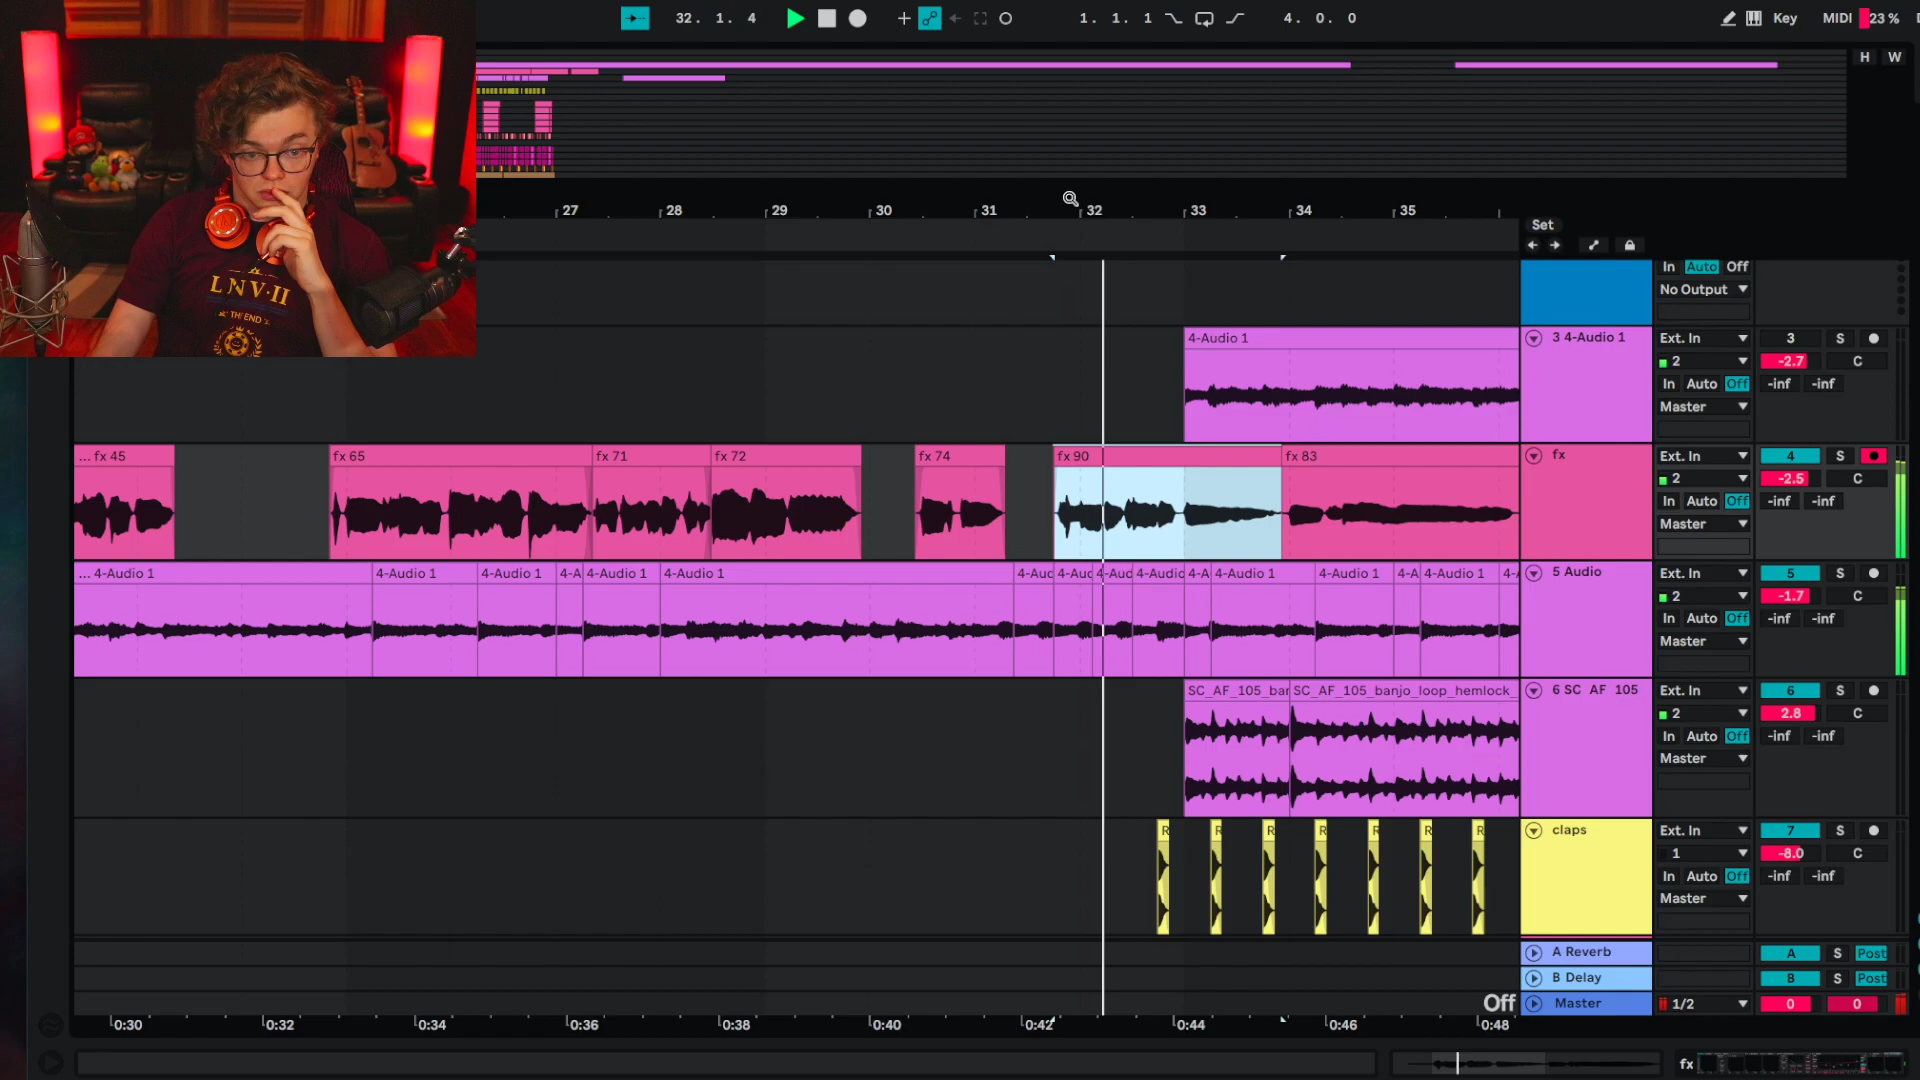 32. 1. 4
1. 1. 1
4. 0. 0
Key
MIDI
23 %
H W
27 28 29 30 31 32 33 34 35
Set
LNV·II
THE END
In Auto Off
No Output
4-Audio 1
3 4-Audio 1
Ext. In
3 S
2
-2.7 C
In Auto Off
-inf -inf
Master
... fx 45
fx 65
fx 71
fx 72
fx 74
fx 90
fx 83
fx
Ext. In
4 S
2
-2.5 C
In Auto Off
-inf -inf
Master
... 4-Audio 1
4-Audio 1
4-Audio 1
4-A
4-Audio 1
4-Audio 1
4-Aud
4-Aud
4-Aud
4-Audio
4-A
4-Audio 1
4-Audio 1
4-A
4-Audio 1
4-A
5 Audio
Ext. In
5 S
2
-1.7 C
In Auto Off
-inf -inf
Master
SC_AF_105_bar
SC_AF_105_banjo_loop_hemlock_
6 SC AF 105
Ext. In
6 S
2
2.8 C
In Auto Off
-inf -inf
Master
R R R R R R R
claps
Ext. In
7 S
1
-8.0 C
In Auto Off
-inf -inf
Master
A Reverb
A S Post
B Delay
B S Post
Off
Master
1/2
0 0
0:30 0:32 0:34 0:36 0:38 0:40 0:42 0:44 0:46 0:48
fx